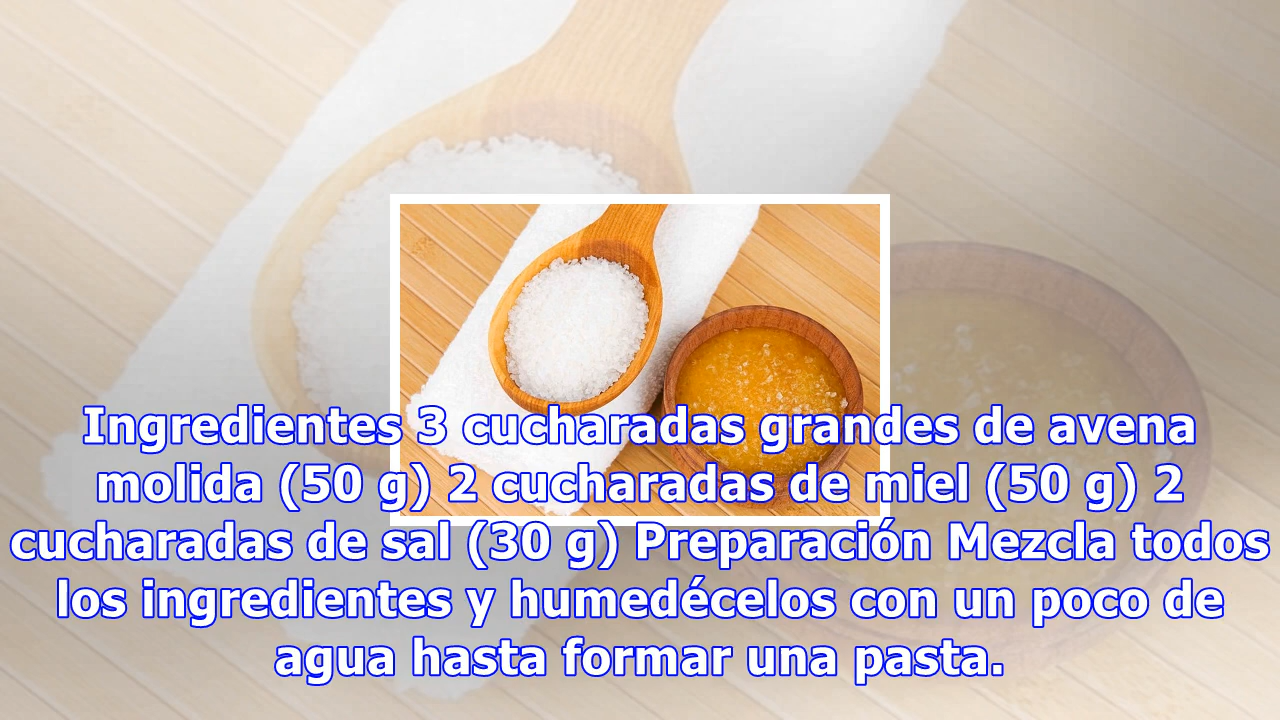 Ingredientes 3 cucharadas grandes de avena
molida (50 g) 2 cucharadas de miel (50 g) 2
cucharadas de sal (30 g) Preparación Mezcla todos
los ingredientes y humedécelos con un poco de
agua hasta formar una pasta.